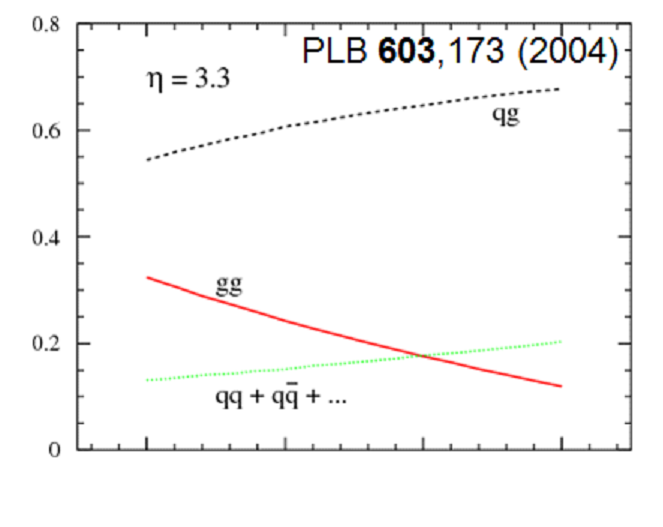 0.8
PLB 603,173 (2004)
η = 3.3
0.6
qg
0.4
gg
0.2
qq + qq̅ + ...
0